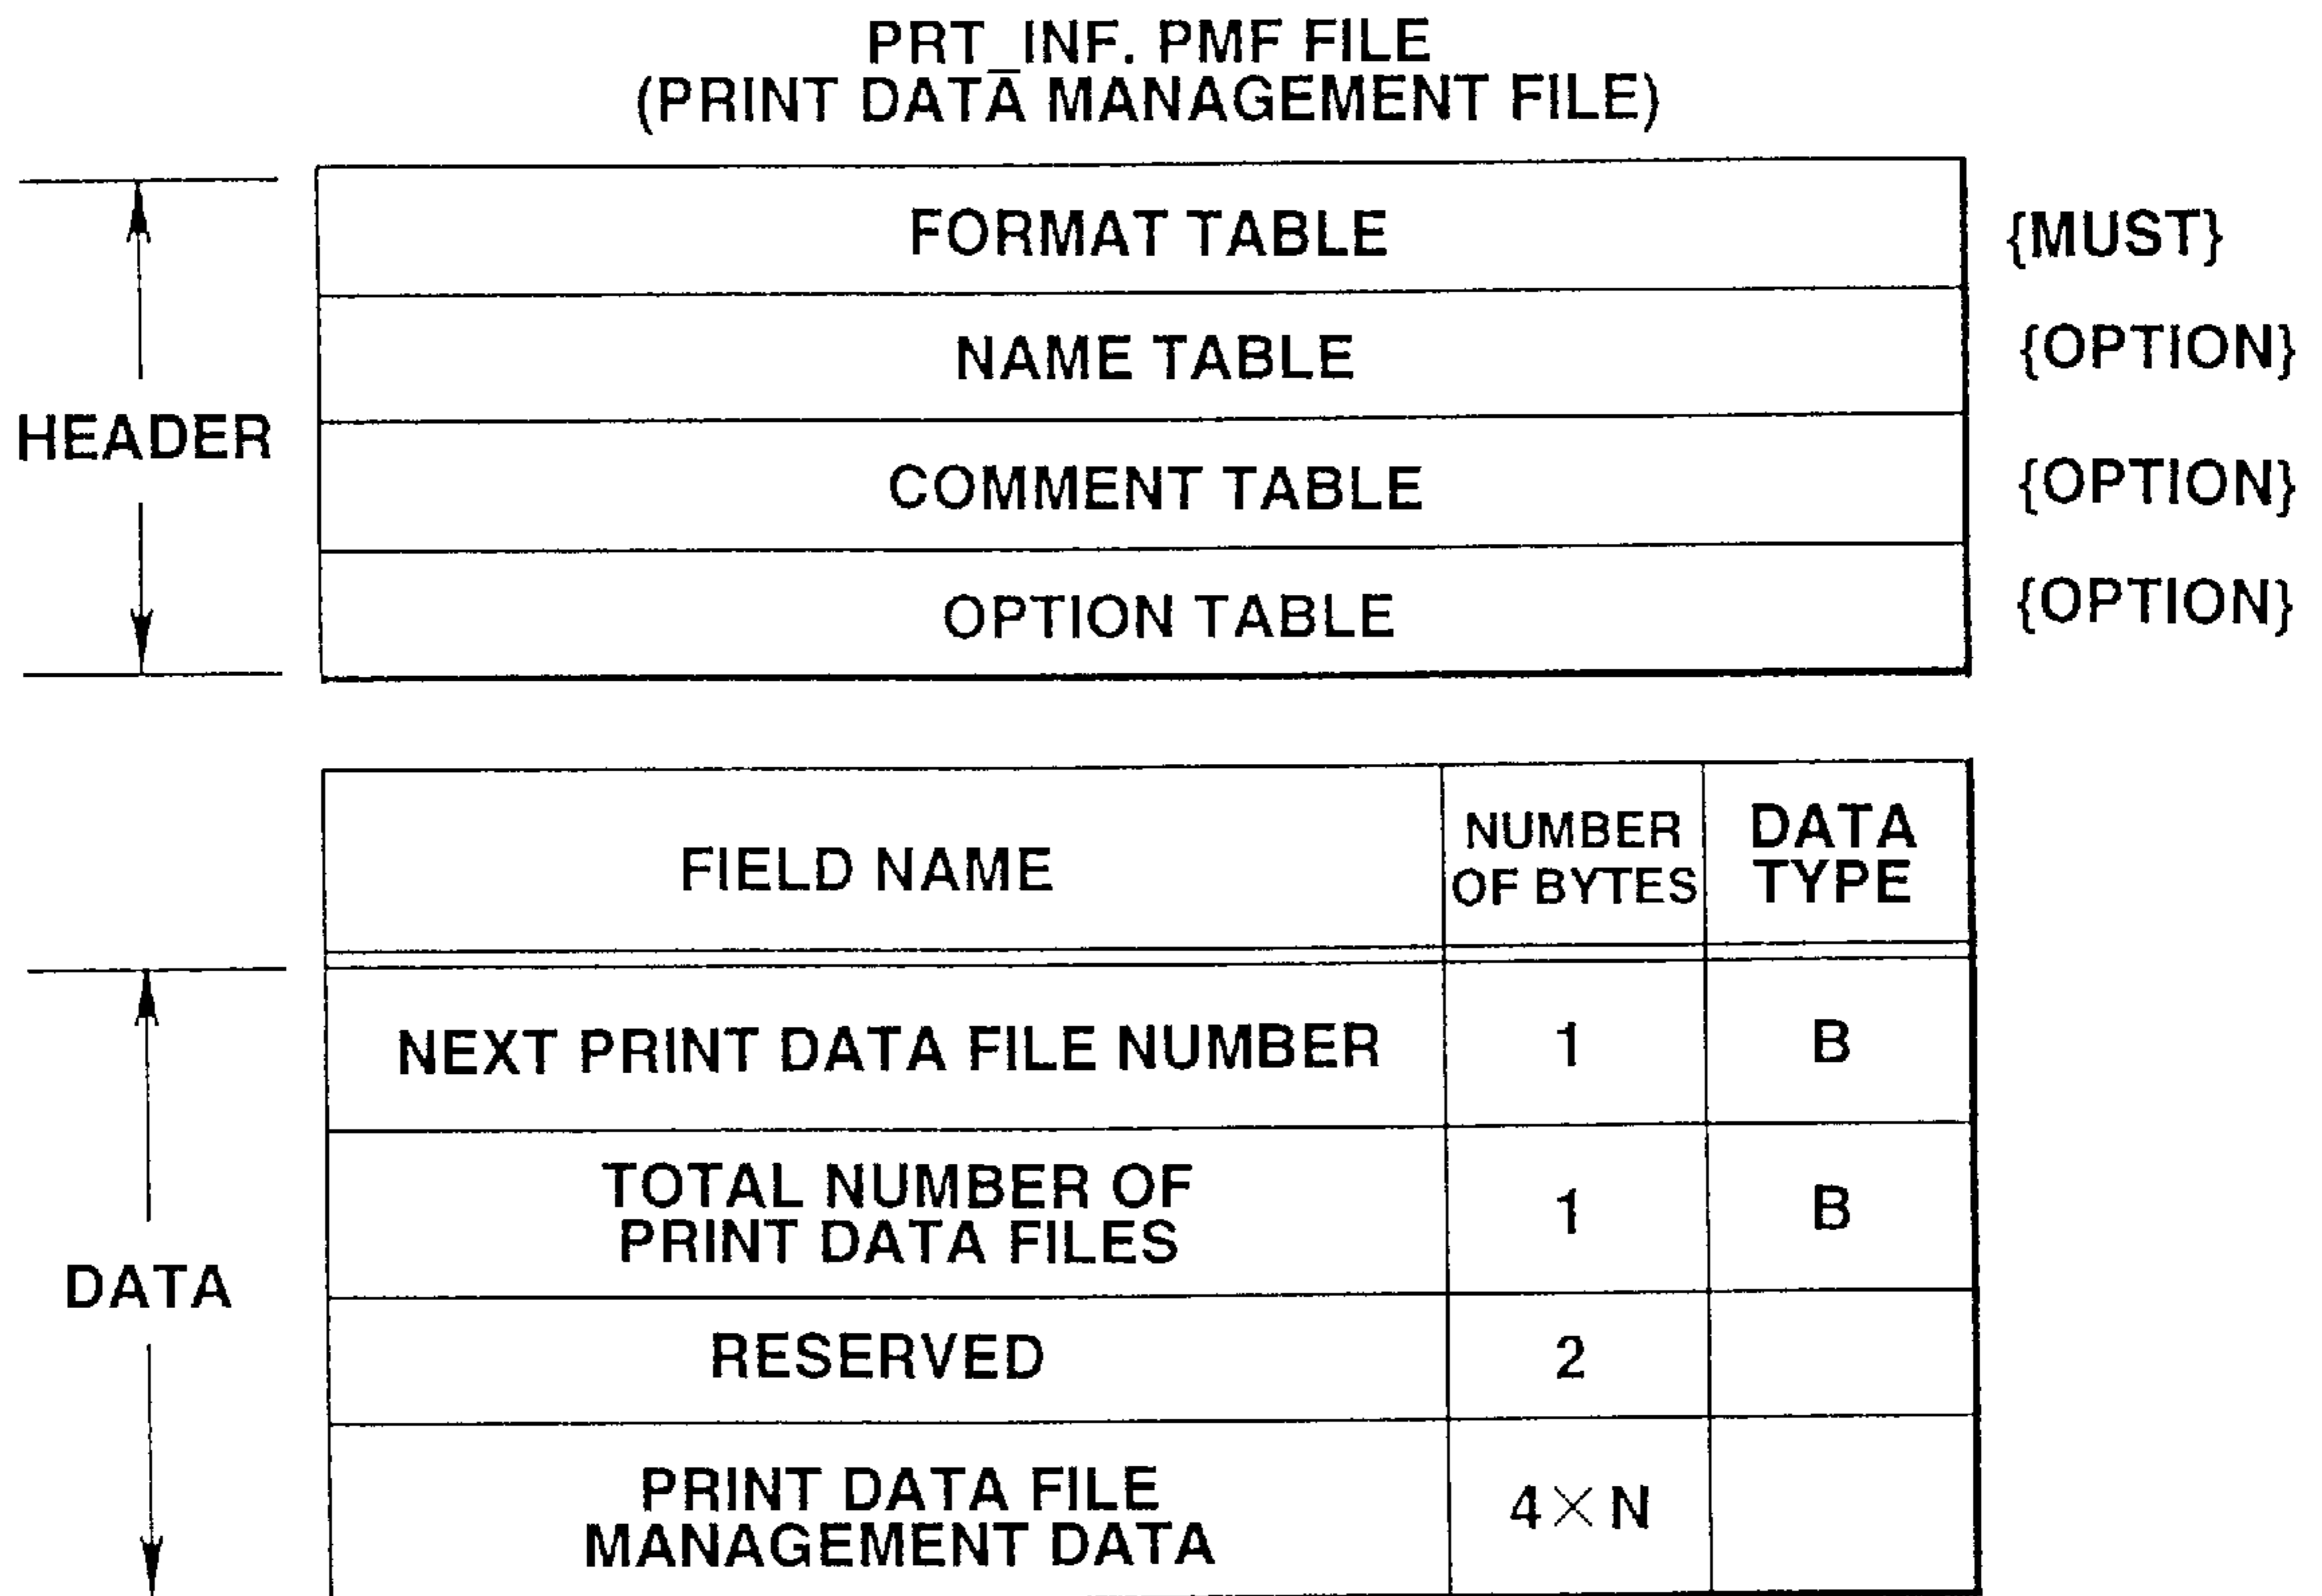 PRT_INF. PMF FILE
(PRINT DATA MANAGEMENT FILE)
FORMAT TABLE {MUST}
NAME TABLE {OPTION}
HEADER
COMMENT TABLE {OPTION}
OPTION TABLE {OPTION}
FIELD NAME
NUMBER
OF BYTES
DATA
TYPE
NEXT PRINT DATA FILE NUMBER 1 B
TOTAL NUMBER OF
PRINT DATA FILES
1 B
DATA
RESERVED 2
PRINT DATA FILE
MANAGEMENT DATA
4×N